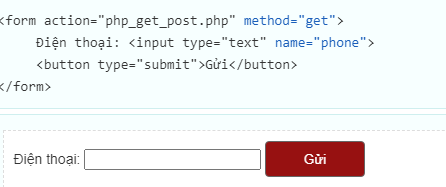 <form action="php_get_post.php" method="get">
Điện thoại: <input type="text" name="phone">
<button type="submit">Gửi</button>
</form>
Điện thoại: Gửi